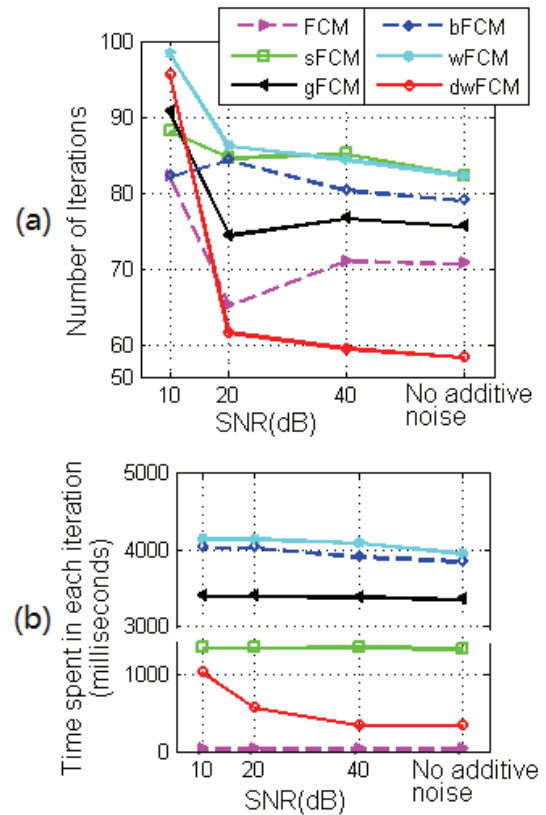 FCM
bFCM
sFCM
wFCM
gFCM
dwFCM
(a)
Number of Iterations
100
90
80
70
60
50
10
20
40
No additive
noise
SNR(dB)
(b)
Time spent in each iteration
(milliseconds)
5000
4000
3000
1000
0
10
20
40
No additive
noise
SNR(dB)